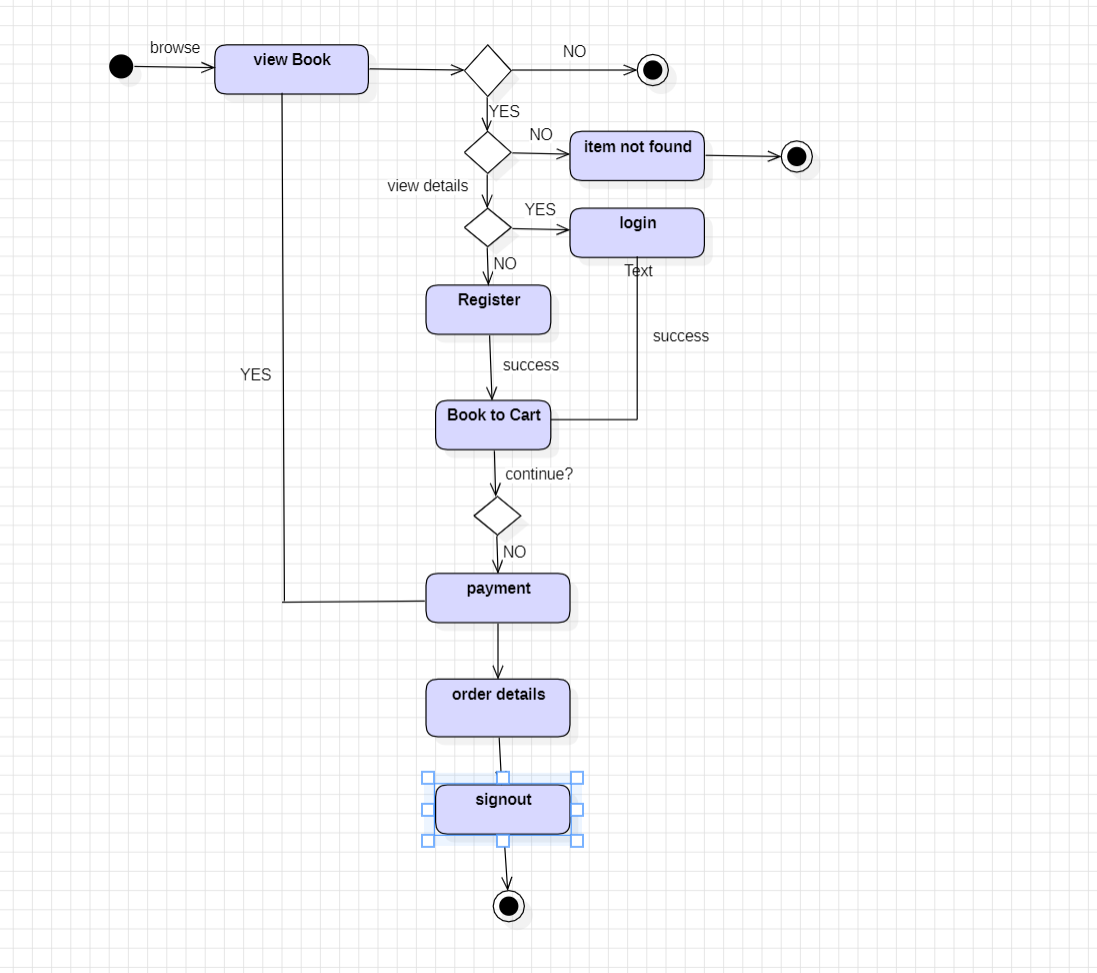 browse
view Book
NO
YES
NO
item not found
view details
YES
login
Text
NO
Register
success
success
YES
Book to Cart
continue?
NO
payment
order details
signout